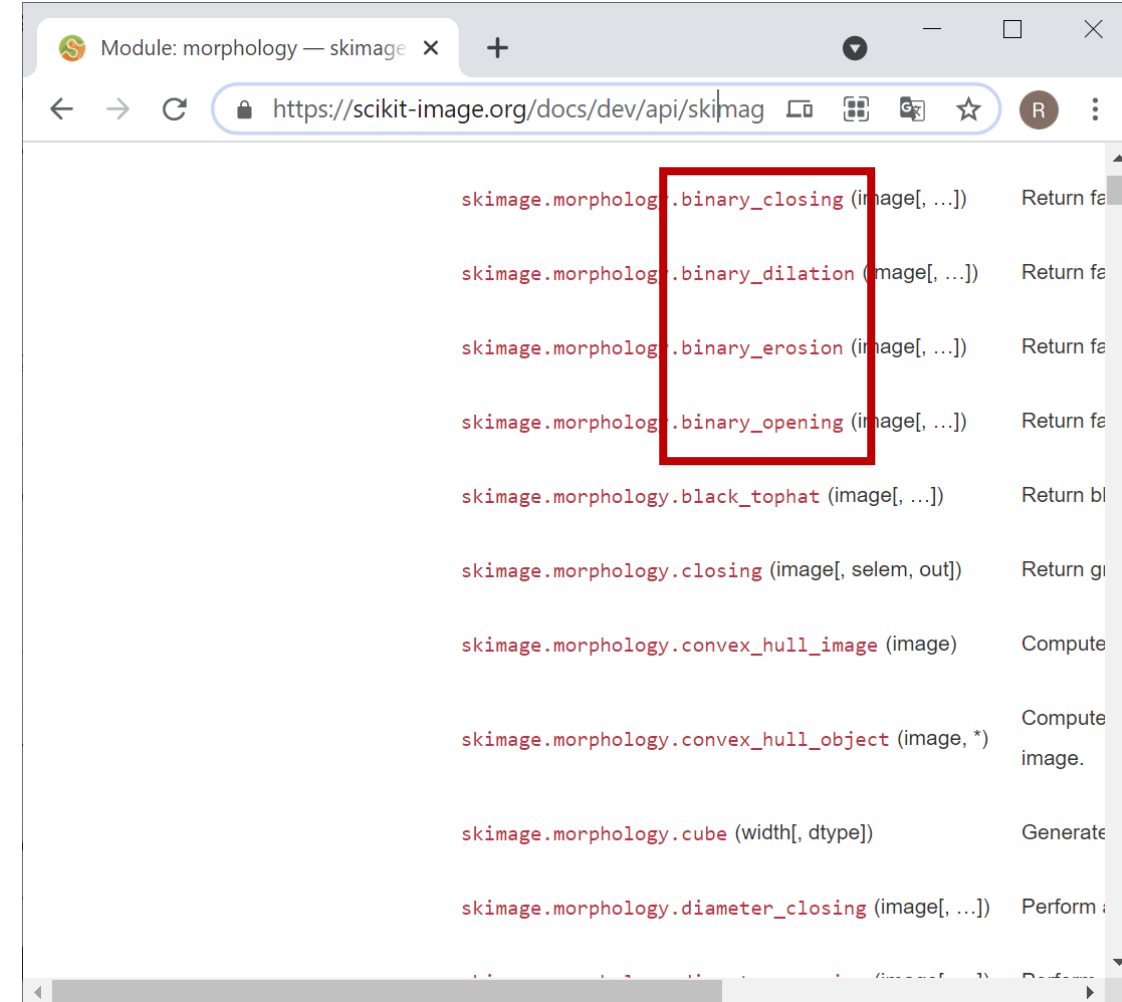 Module: morphology — skimage
https://scikit-image.org/docs/dev/api/skimag
R
skimage.morphology.binary_closing (image[, …]) Return fa
skimage.morphology.binary_dilation (image[, …]) Return fa
skimage.morphology.binary_erosion (image[, …]) Return fa
skimage.morphology.binary_opening (image[, …]) Return fa
skimage.morphology.black_tophat (image[, …]) Return bl
skimage.morphology.closing (image[, selem, out]) Return gr
skimage.morphology.convex_hull_image (image) Compute
skimage.morphology.convex_hull_object (image, *) Compute
image.
skimage.morphology.cube (width[, dtype]) Generate
skimage.morphology.diameter_closing (image[, …]) Perform